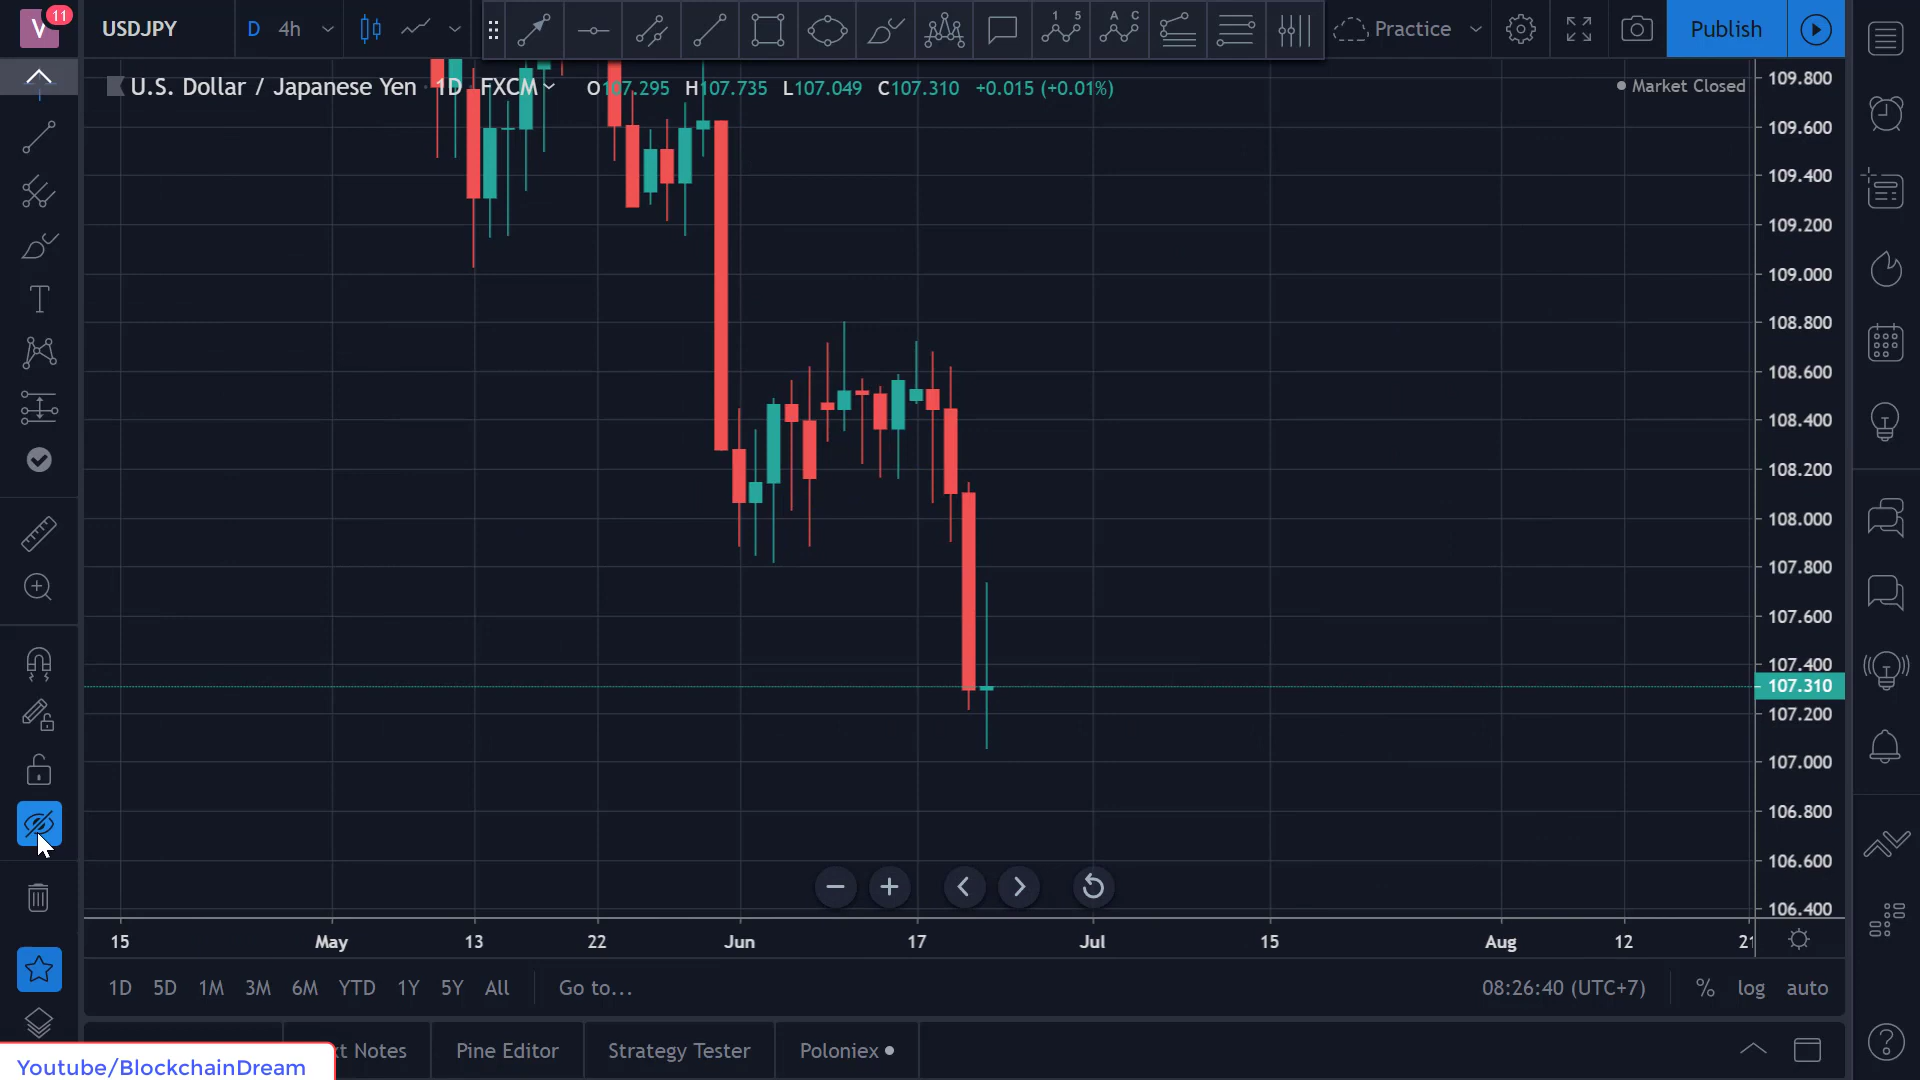 V 11
USDJPY
D 4h
1 5
A C
Practice
Publish
U.S. Dollar / Japanese Yen 1D FXCM O107.295 H107.735 L107.049 C107.310 +0.015 (+0.01%)
Market Closed
109.800
109.600
109.400
109.200
109.000
108.800
108.600
108.400
108.200
108.000
107.800
107.600
107.400
107.310
107.200
107.000
106.800
106.600
106.400
15 May 13 22 Jun 17 Jul 15 Aug 12 21
1D 5D 1M 3M 6M YTD 1Y 5Y All Go to... 08:26:40 (UTC+7) % log auto
Notes Pine Editor Strategy Tester Poloniex
Youtube/BlockchainDream